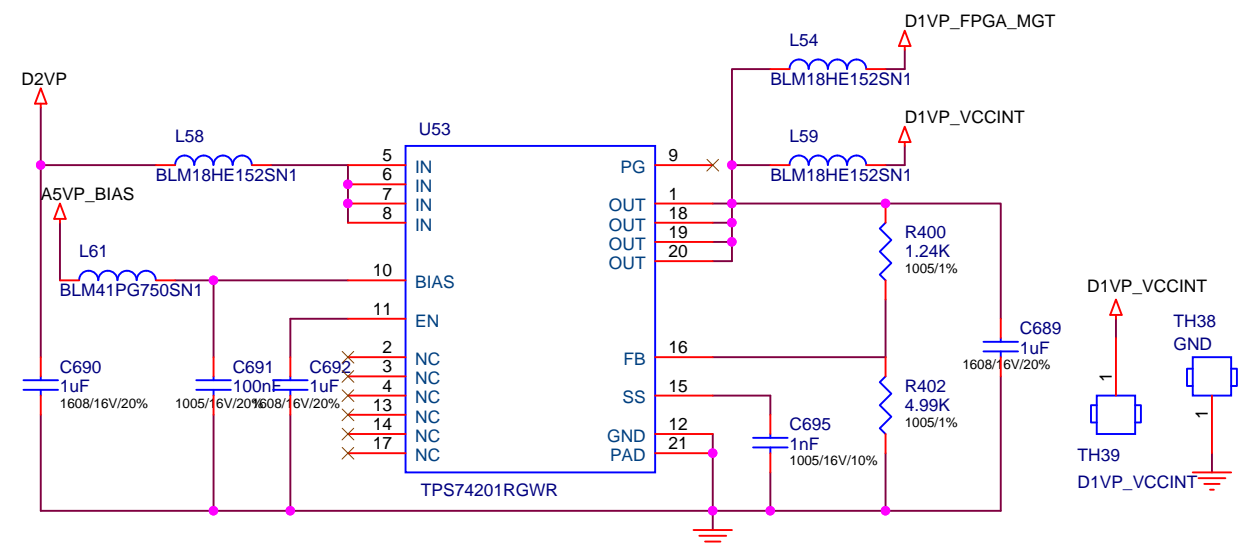 D1VP_FPGA_MGT
L54
BLM18HE152SN1
D2VP
D1VP_VCCINT
U53
L58
BLM18HE152SN1
L59
BLM18HE152SN1
5 IN
6 IN
7 IN
8 IN
PG 9
OUT 1
OUT 18
OUT 19
OUT 20
A5VP_BIAS
L61
BLM41PG750SN1
10 BIAS
11 EN
2 NC
3 NC
4 NC
13 NC
14 NC
17 NC
FB 16
SS 15
GND 12
PAD 21
TPS74201RGWR
R400
1.24K
1005/1%
R402
4.99K
1005/1%
C690
1uF
1608/16V/20%
C691
100nF
1005/16V/20%
C692
1uF
1608/16V/20%
C695
1nF
1005/16V/10%
C689
1uF
1608/16V/20%
D1VP_VCCINT
1
TH39
D1VP_VCCINT
TH38
GND
1